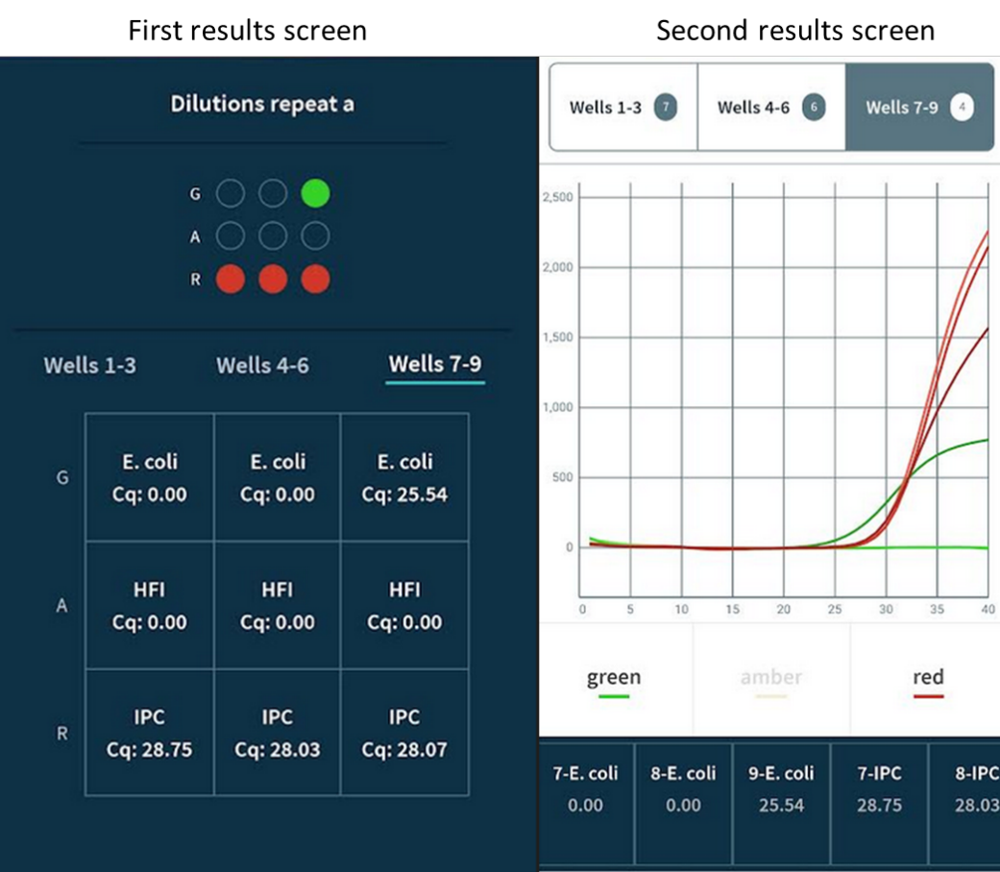 First results screen
Dilutions repeat a
G
A
R
Wells 1-3 Wells 4-6 Wells 7-9
G
E. coli E. coli E. coli
Cq: 0.00 Cq: 0.00 Cq: 25.54
A
HFI HFI HFI
Cq: 0.00 Cq: 0.00 Cq: 0.00
R
IPC IPC IPC
Cq: 28.75 Cq: 28.03 Cq: 28.07
Second results screen
Wells 1-3 7 Wells 4-6 6 Wells 7-9 4
2,500
2,000
1,500
1,000
500
0
0 5 10 15 20 25 30 35 40
green amber red
7-E. coli 8-E. coli 9-E. coli 7-IPC 8-IPC
0.00 0.00 25.54 28.75 28.03